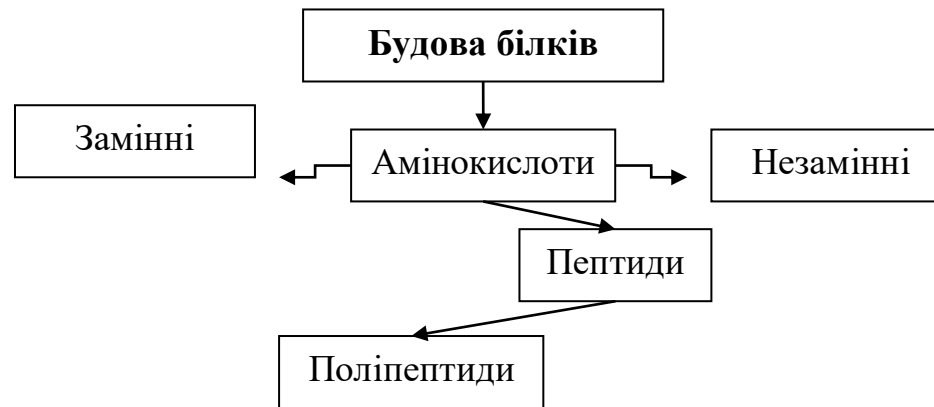 Будова білків
Замінні
Амінокислоти
Незамінні
Пептиди
Поліпептиди